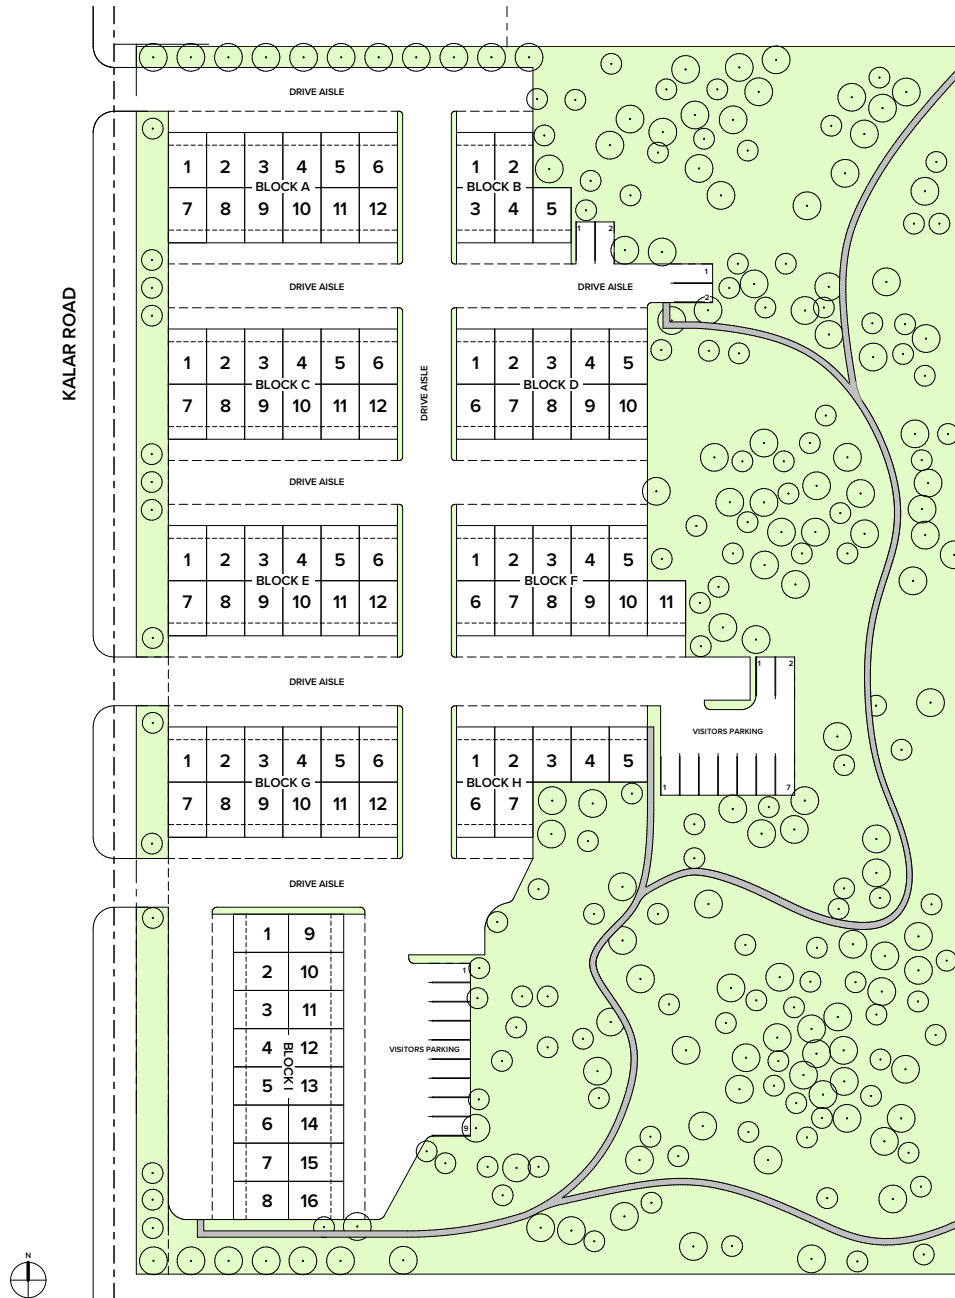 DRIVE AISLE
1 2 3 4 5 6
BLOCK A
7 8 9 10 11 12
1 2
BLOCK B
3 4 5
1 2
DRIVE AISLE
DRIVE AISLE
1
2
KALAR ROAD
1 2 3 4 5 6
BLOCK C
7 8 9 10 11 12
DRIVE AISLE
1 2 3 4 5
BLOCK D
6 7 8 9 10
DRIVE AISLE
1 2 3 4 5 6
BLOCK E
7 8 9 10 11 12
1 2 3 4 5
BLOCK F
6 7 8 9 10 11
DRIVE AISLE
1 2
VISITORS PARKING
1 7
1 2 3 4 5 6
BLOCK G
7 8 9 10 11 12
1 2 3 4 5
BLOCK H
6 7
DRIVE AISLE
1 9
2 10
3 11
4 12
5 13
6 14
7 15
8 16
BLOCK I
1
VISITORS PARKING
9
N